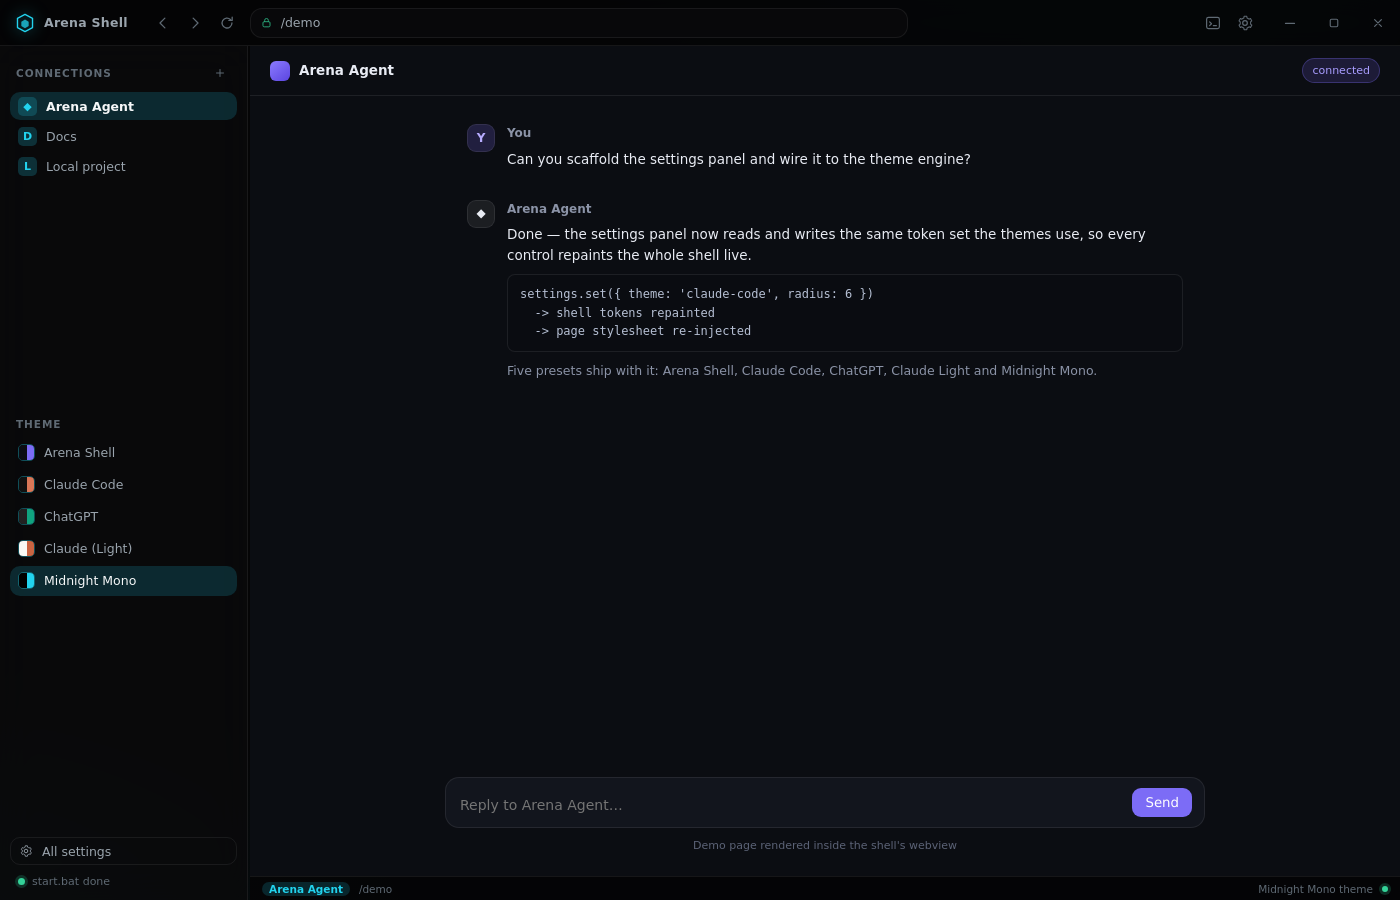 Arena Shell
/demo
CONNECTIONS
Arena Agent
D Docs
L Local project
THEME
Arena Shell
Claude Code
ChatGPT
Claude (Light)
Midnight Mono
All settings
start.bat done
Arena Agent
connected
Y
You
Can you scaffold the settings panel and wire it to the theme engine?
Arena Agent
Done — the settings panel now reads and writes the same token set the themes use, so every
control repaints the whole shell live.
settings.set({ theme: 'claude-code', radius: 6 })
-> shell tokens repainted
-> page stylesheet re-injected
Five presets ship with it: Arena Shell, Claude Code, ChatGPT, Claude Light and Midnight Mono.
Reply to Arena Agent...
Send
Demo page rendered inside the shell's webview
Arena Agent /demo
Midnight Mono theme